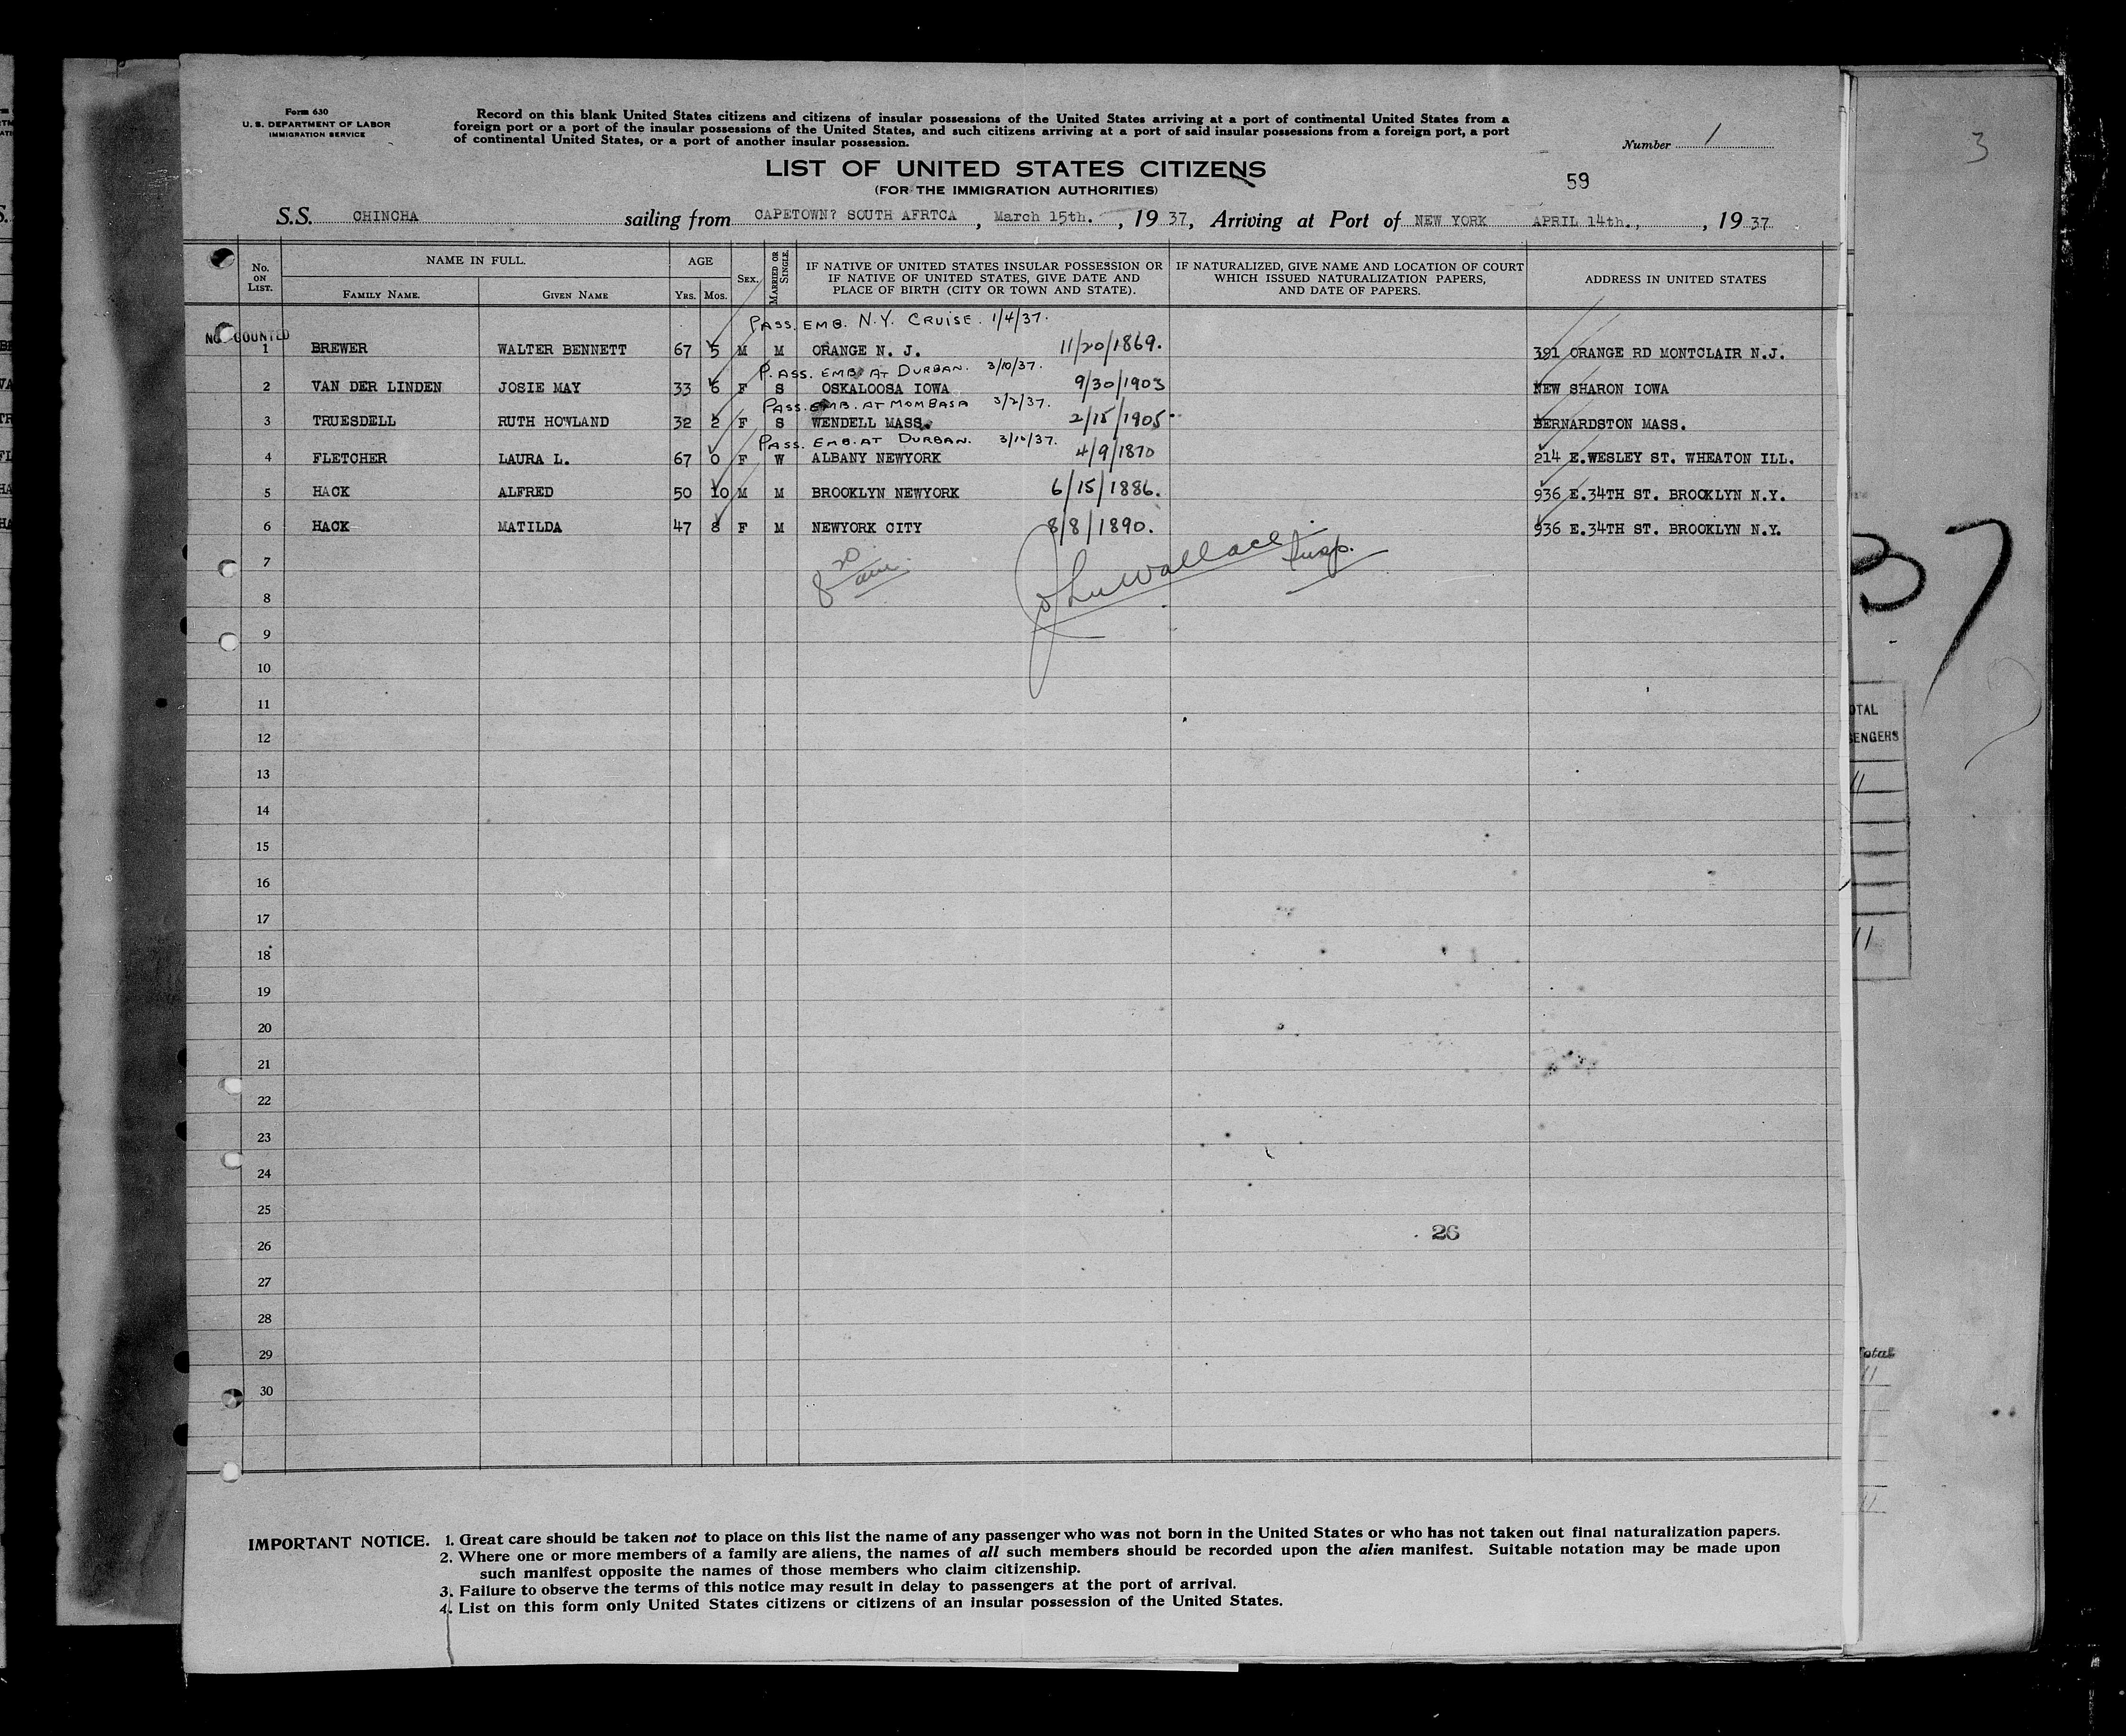 Form 630
U. S. DEPARTMENT OF LABOR
IMMIGRATION SERVICE
Record on this blank United States citizens and citizens of insular possessions of the United States arriving at a port of continental United States from a
foreign port or a port of the insular possessions of the United States, and such citizens arriving at a port of said insular possessions from a foreign port, a port
of continental United States, or a port of another insular possession.
Number 1
3
LIST OF UNITED STATES CITIZENS
(FOR THE IMMIGRATION AUTHORITIES)
59
S.S. CHINCHA sailing from CAPETOWN? SOUTH AFRTCA, March 15th., 1937, Arriving at Port of NEW YORK APRIL 14th., 1937
No. ON LIST. NAME IN FULL. AGE SEX. MARRIED OR SINGLE. IF NATIVE OF UNITED STATES INSULAR POSSESSION OR IF NATIVE OF UNITED STATES, GIVE DATE AND PLACE OF BIRTH (CITY OR TOWN AND STATE). IF NATURALIZED, GIVE NAME AND LOCATION OF COURT WHICH ISSUED NATURALIZATION PAPERS, AND DATE OF PAPERS. ADDRESS IN UNITED STATES
FAMILY NAME. GIVEN NAME YRS. MOS.
PASS. EMB. N.Y. CRUISE. 1/4/37.
COUNTED
1 BREWER WALTER BENNETT 67 5 M M ORANGE N. J. 11/20/1869. 391 ORANGE RD MONTCLAIR N.J.
P.ASS. EMB. AT DURBAN. 3/10/37.
2 VAN DER LINDEN JOSIE MAY 33 6 F S OSKALOOSA IOWA 9/30/1903 NEW SHARON IOWA
PASS. EMB. AT MOMBASA 3/2/37.
3 TRUESDELL RUTH HOWLAND 32 2 F S WENDELL MASS. 2/15/1905 BERNARDSTON MASS.
PASS. EMB. AT DURBAN. 3/10/37.
4 FLETCHER LAURA L. 67 0 F W ALBANY NEWYORK 4/9/1870 214 E.WESLEY ST. WHEATON ILL.
5 HACK ALFRED 50 10 M M BROOKLYN NEWYORK 6/15/1886. 936 E.34TH ST. BROOKLYN N.Y.
6 HACK MATILDA 47 8 F M NEWYORK CITY 8/8/1890. 936 E.34TH ST. BROOKLYN N.Y.
7
8 20 am
John Wallace Insp.
37
8
9
10
11
12
13
14
15
16
17
18
19
20
21
22
23
24
25
26
26
27
28
29
30
OTAL
ENGERS
11
11
Total
11
11
IMPORTANT NOTICE. 1. Great care should be taken not to place on this list the name of any passenger who was not born in the United States or who has not taken out final naturalization papers.
2. Where one or more members of a family are aliens, the names of all such members should be recorded upon the alien manifest. Suitable notation may be made upon
such manifest opposite the names of those members who claim citizenship.
3. Failure to observe the terms of this notice may result in delay to passengers at the port of arrival.
4. List on this form only United States citizens or citizens of an insular possession of the United States.